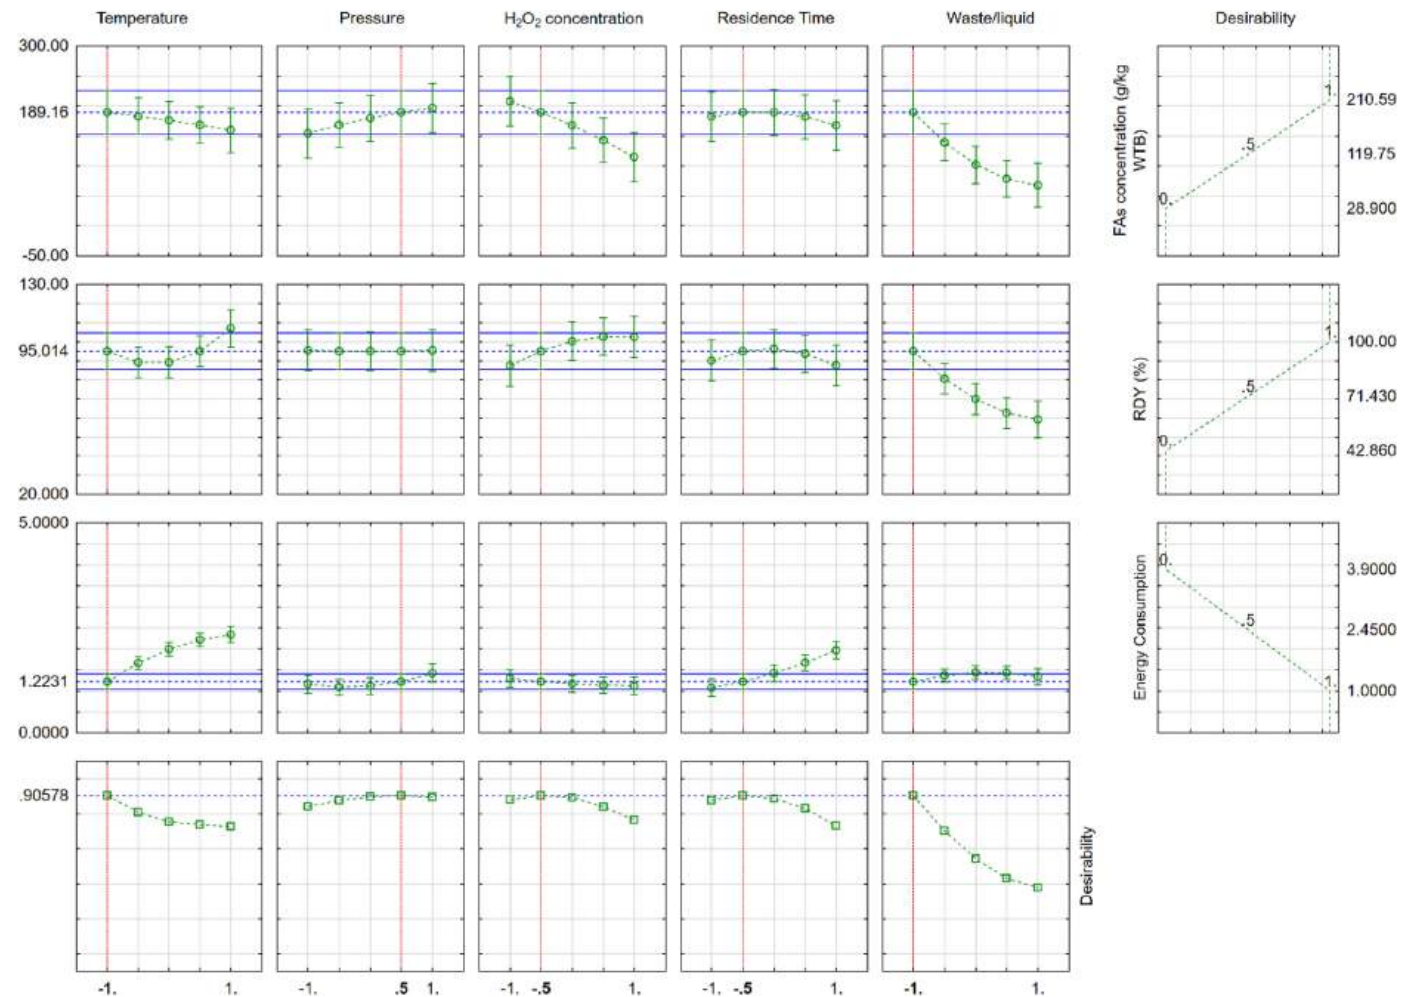 Temperature Pressure H₂O₂ concentration Residence Time Waste/liquid Desirability
300.00
189.16
-50.00
FAs concentration (g/kg
WTB)
0. .5 1.
210.59
119.75
28.900
130.00
95.014
20.000
RDY (%)
0. .5 1.
100.00
71.430
42.860
5.0000
1.2231
0.0000
Energy Consumption
0. .5 1.
3.9000
2.4500
1.0000
.90578
Desirability
-1. 1. -1. .5 1. -1. -.5 1. -1. -.5 1. -1. 1.